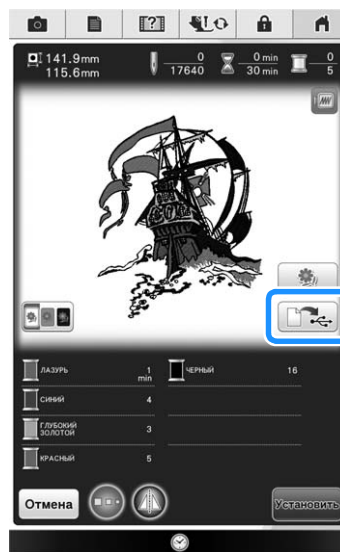 141.9mm
115.6mm
0
17640
0 min
30 min
0
5
ЛАЗУРЬ 1 min
ЧЕРНЫЙ 16
СИНИЙ 4
ГЛУБОКИЙ
ЗОЛОТОЙ 3
КРАСНЫЙ 5
Отмена
Установить